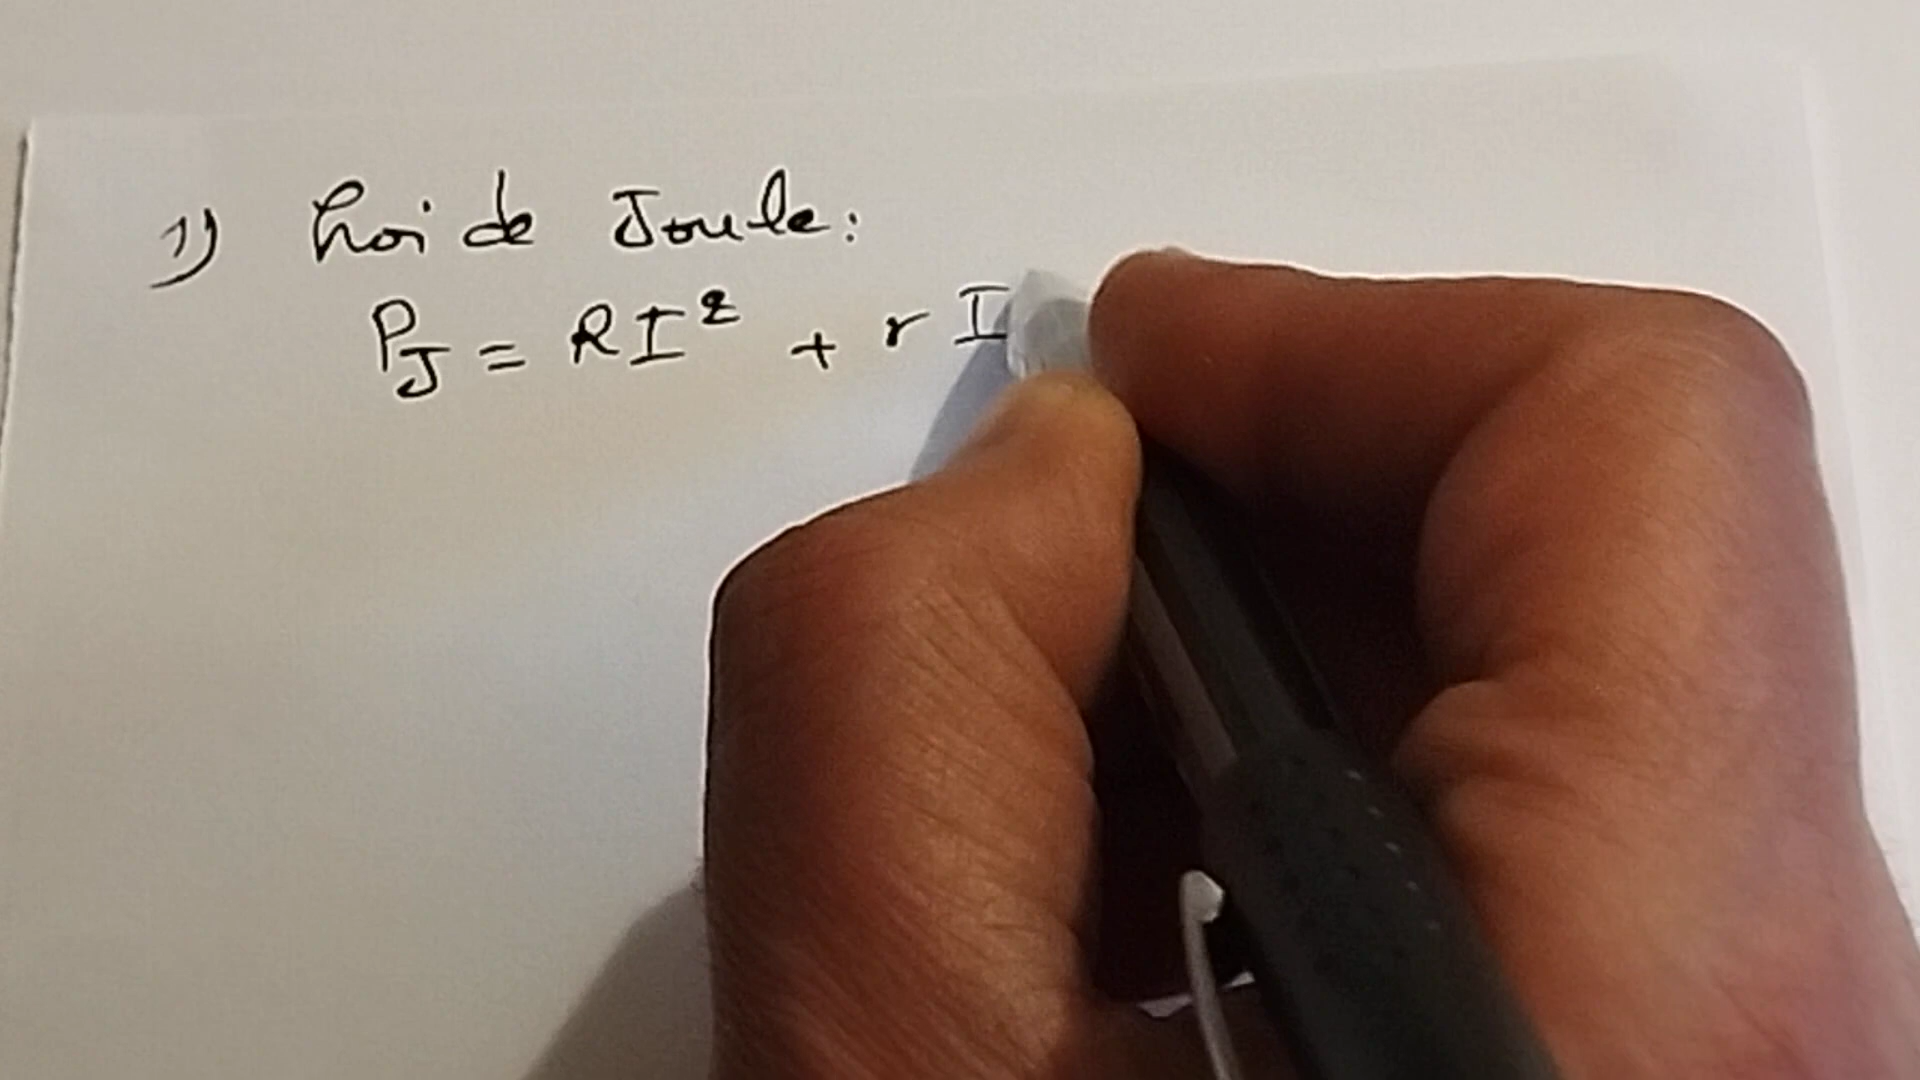 1) Loi de Joule:
P_J = RI² + r I